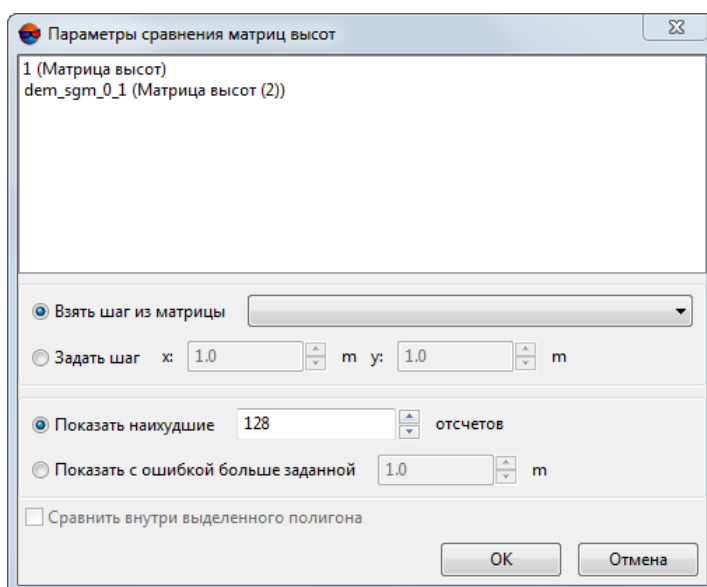 Параметры сравнения матриц высот
1 (Матрица высот)
dem_sgm_0_1 (Матрица высот (2))
Взять шаг из матрицы
Задать шаг x: 1.0 m y: 1.0 m
Показать наихудшие 128 отсчетов
Показать с ошибкой больше заданной 1.0 m
Сравнить внутри выделенного полигона
OK Отмена